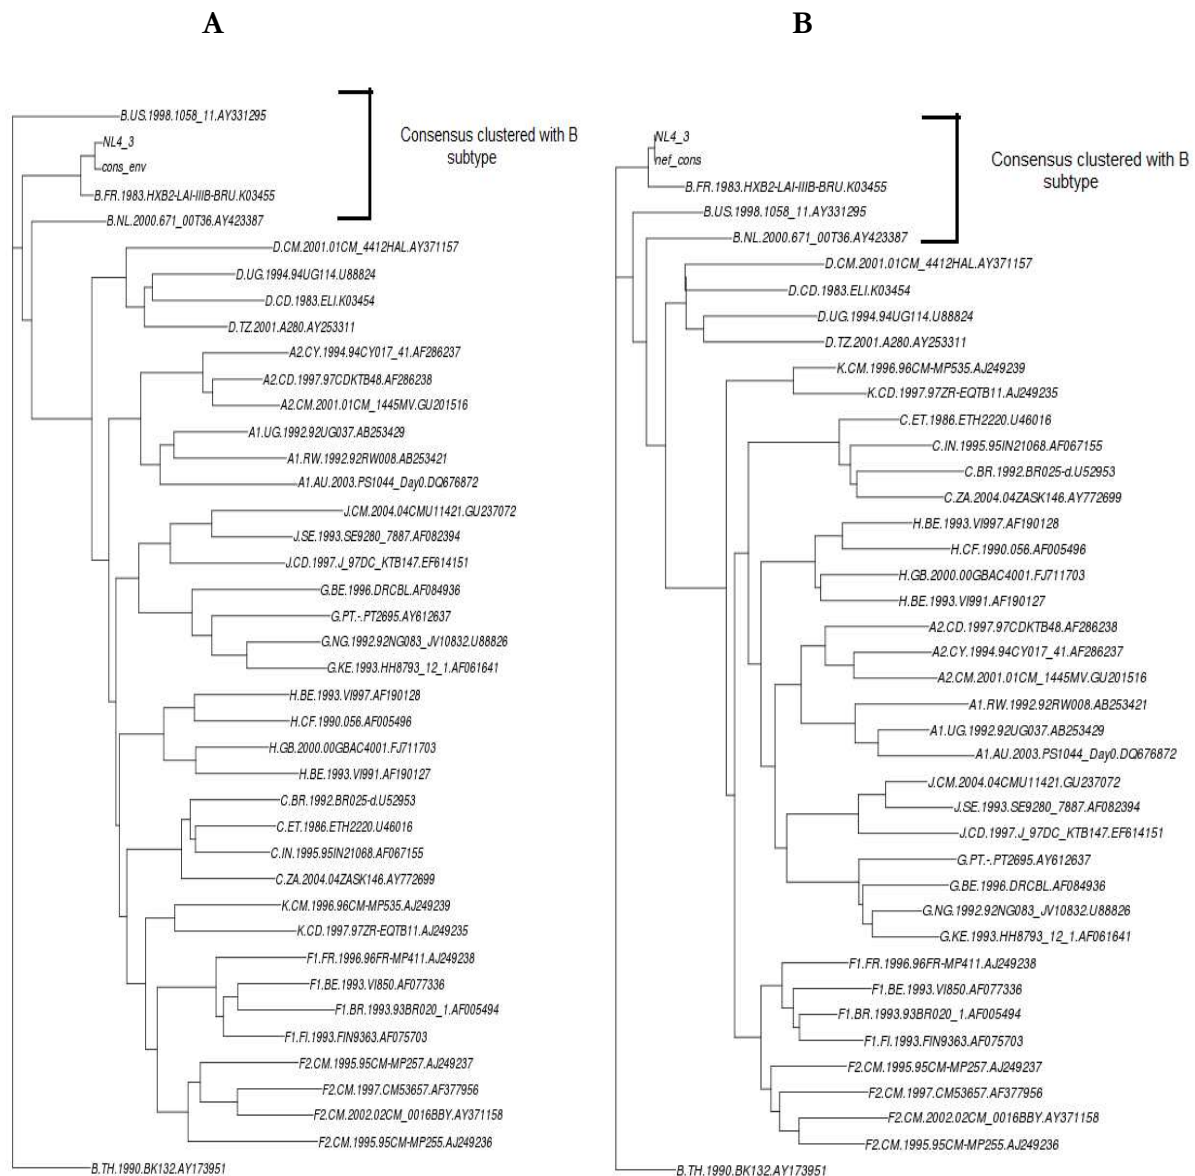 A
B.US.1998.1058_11.AY331295
NL4_3
cons_env
B.FR.1983.HXB2-LAI-IIIB-BRU.K03455
B.NL.2000.671_00T36.AY423387
Consensus clustered with B
subtype
D.CM.2001.01CM_4412HAL.AY371157
D.UG.1994.94UG114.U88824
D.CD.1983.ELI.K03454
D.TZ.2001.A280.AY253311
A2.CY.1994.94CY017_41.AF286237
A2.CD.1997.97CDKTB48.AF286238
A2.CM.2001.01CM_1445MV.GU201516
A1.UG.1992.92UG037.AB253429
A1.RW.1992.92RW008.AB253421
A1.AU.2003.PS1044_Day0.DQ676872
J.CM.2004.04CMU11421.GU237072
J.SE.1993.SE9280_7887.AF082394
J.CD.1997.J_97DC_KTB147.EF614151
G.BE.1996.DRCBL.AF084936
G.PT.-.PT2695.AY612637
G.NG.1992.92NG083_JV10832.U88826
G.KE.1993.HH8793_12_1.AF061641
H.BE.1993.VI997.AF190128
H.CF.1990.056.AF005496
H.GB.2000.00GBAC4001.FJ711703
H.BE.1993.VI991.AF190127
C.BR.1992.BR025-d.U52953
C.ET.1986.ETH2220.U46016
C.IN.1995.95IN21068.AF067155
C.ZA.2004.04ZASK146.AY772699
K.CM.1996.96CM-MP535.AJ249239
K.CD.1997.97ZR-EQTB11.AJ249235
F1.FR.1996.96FR-MP411.AJ249238
F1.BE.1993.VI850.AF077336
F1.BR.1993.93BR020_1.AF005494
F1.FI.1993.FIN9363.AF075703
F2.CM.1995.95CM-MP257.AJ249237
F2.CM.1997.CM53657.AF377956
F2.CM.2002.02CM_0016BBY.AY371158
F2.CM.1995.95CM-MP255.AJ249236
B.TH.1990.BK132.AY173951
B
NL4_3
nef_cons
B.FR.1983.HXB2-LAI-IIIB-BRU.K03455
B.US.1998.1058_11.AY331295
B.NL.2000.671_00T36.AY423387
Consensus clustered with B
subtype
D.CM.2001.01CM_4412HAL.AY371157
D.CD.1983.ELI.K03454
D.UG.1994.94UG114.U88824
D.TZ.2001.A280.AY253311
K.CM.1996.96CM-MP535.AJ249239
K.CD.1997.97ZR-EQTB11.AJ249235
C.ET.1986.ETH2220.U46016
C.IN.1995.95IN21068.AF067155
C.BR.1992.BR025-d.U52953
C.ZA.2004.04ZASK146.AY772699
H.BE.1993.VI997.AF190128
H.CF.1990.056.AF005496
H.GB.2000.00GBAC4001.FJ711703
H.BE.1993.VI991.AF190127
A2.CD.1997.97CDKTB48.AF286238
A2.CY.1994.94CY017_41.AF286237
A2.CM.2001.01CM_1445MV.GU201516
A1.RW.1992.92RW008.AB253421
A1.UG.1992.92UG037.AB253429
A1.AU.2003.PS1044_Day0.DQ676872
J.CM.2004.04CMU11421.GU237072
J.SE.1993.SE9280_7887.AF082394
J.CD.1997.J_97DC_KTB147.EF614151
G.PT.-.PT2695.AY612637
G.BE.1996.DRCBL.AF084936
G.NG.1992.92NG083_JV10832.U88826
G.KE.1993.HH8793_12_1.AF061641
F1.FR.1996.96FR-MP411.AJ249238
F1.BE.1993.VI850.AF077336
F1.BR.1993.93BR020_1.AF005494
F1.FI.1993.FIN9363.AF075703
F2.CM.1995.95CM-MP257.AJ249237
F2.CM.1997.CM53657.AF377956
F2.CM.2002.02CM_0016BBY.AY371158
F2.CM.1995.95CM-MP255.AJ249236
B.TH.1990.BK132.AY173951